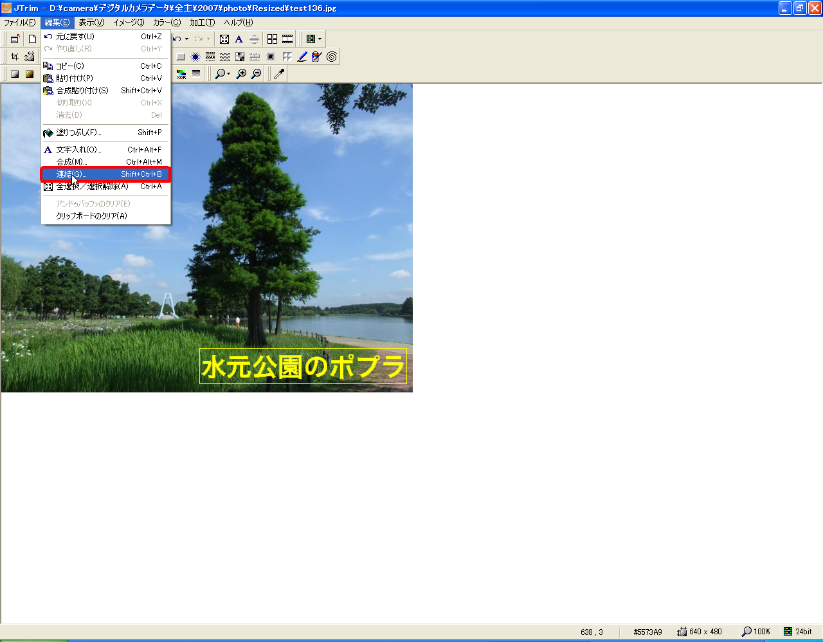 JTrim - D:¥camera¥デジタルカメラデータ¥全主¥2007¥photo¥Resized¥test136.jpg
ファイル(F) 編集(E) 表示(V) イメージ(I) カラー(C) 加工(T) ヘルプ(H)
元に戻す(U) Ctrl+Z
やり直し(R) Ctrl+Y
コピー(C) Ctrl+C
貼り付け(P) Ctrl+V
合成貼り付け(S) Shift+Ctrl+V
切り取り(X) Ctrl+X
消去(D) Del
塗りつぶし(F)... Shift+P
文字入れ(O)... Ctrl+Alt+F
合成(M)... Ctrl+Alt+M
連結(G)... Shift+Ctrl+B
全選択／選択解除(A) Ctrl+A
アンドゥバッファのクリア(E)
クリップボードのクリア(A)
水元公園のポプラ
638 , 3 #5573A9 640 x 480 100% 24bit